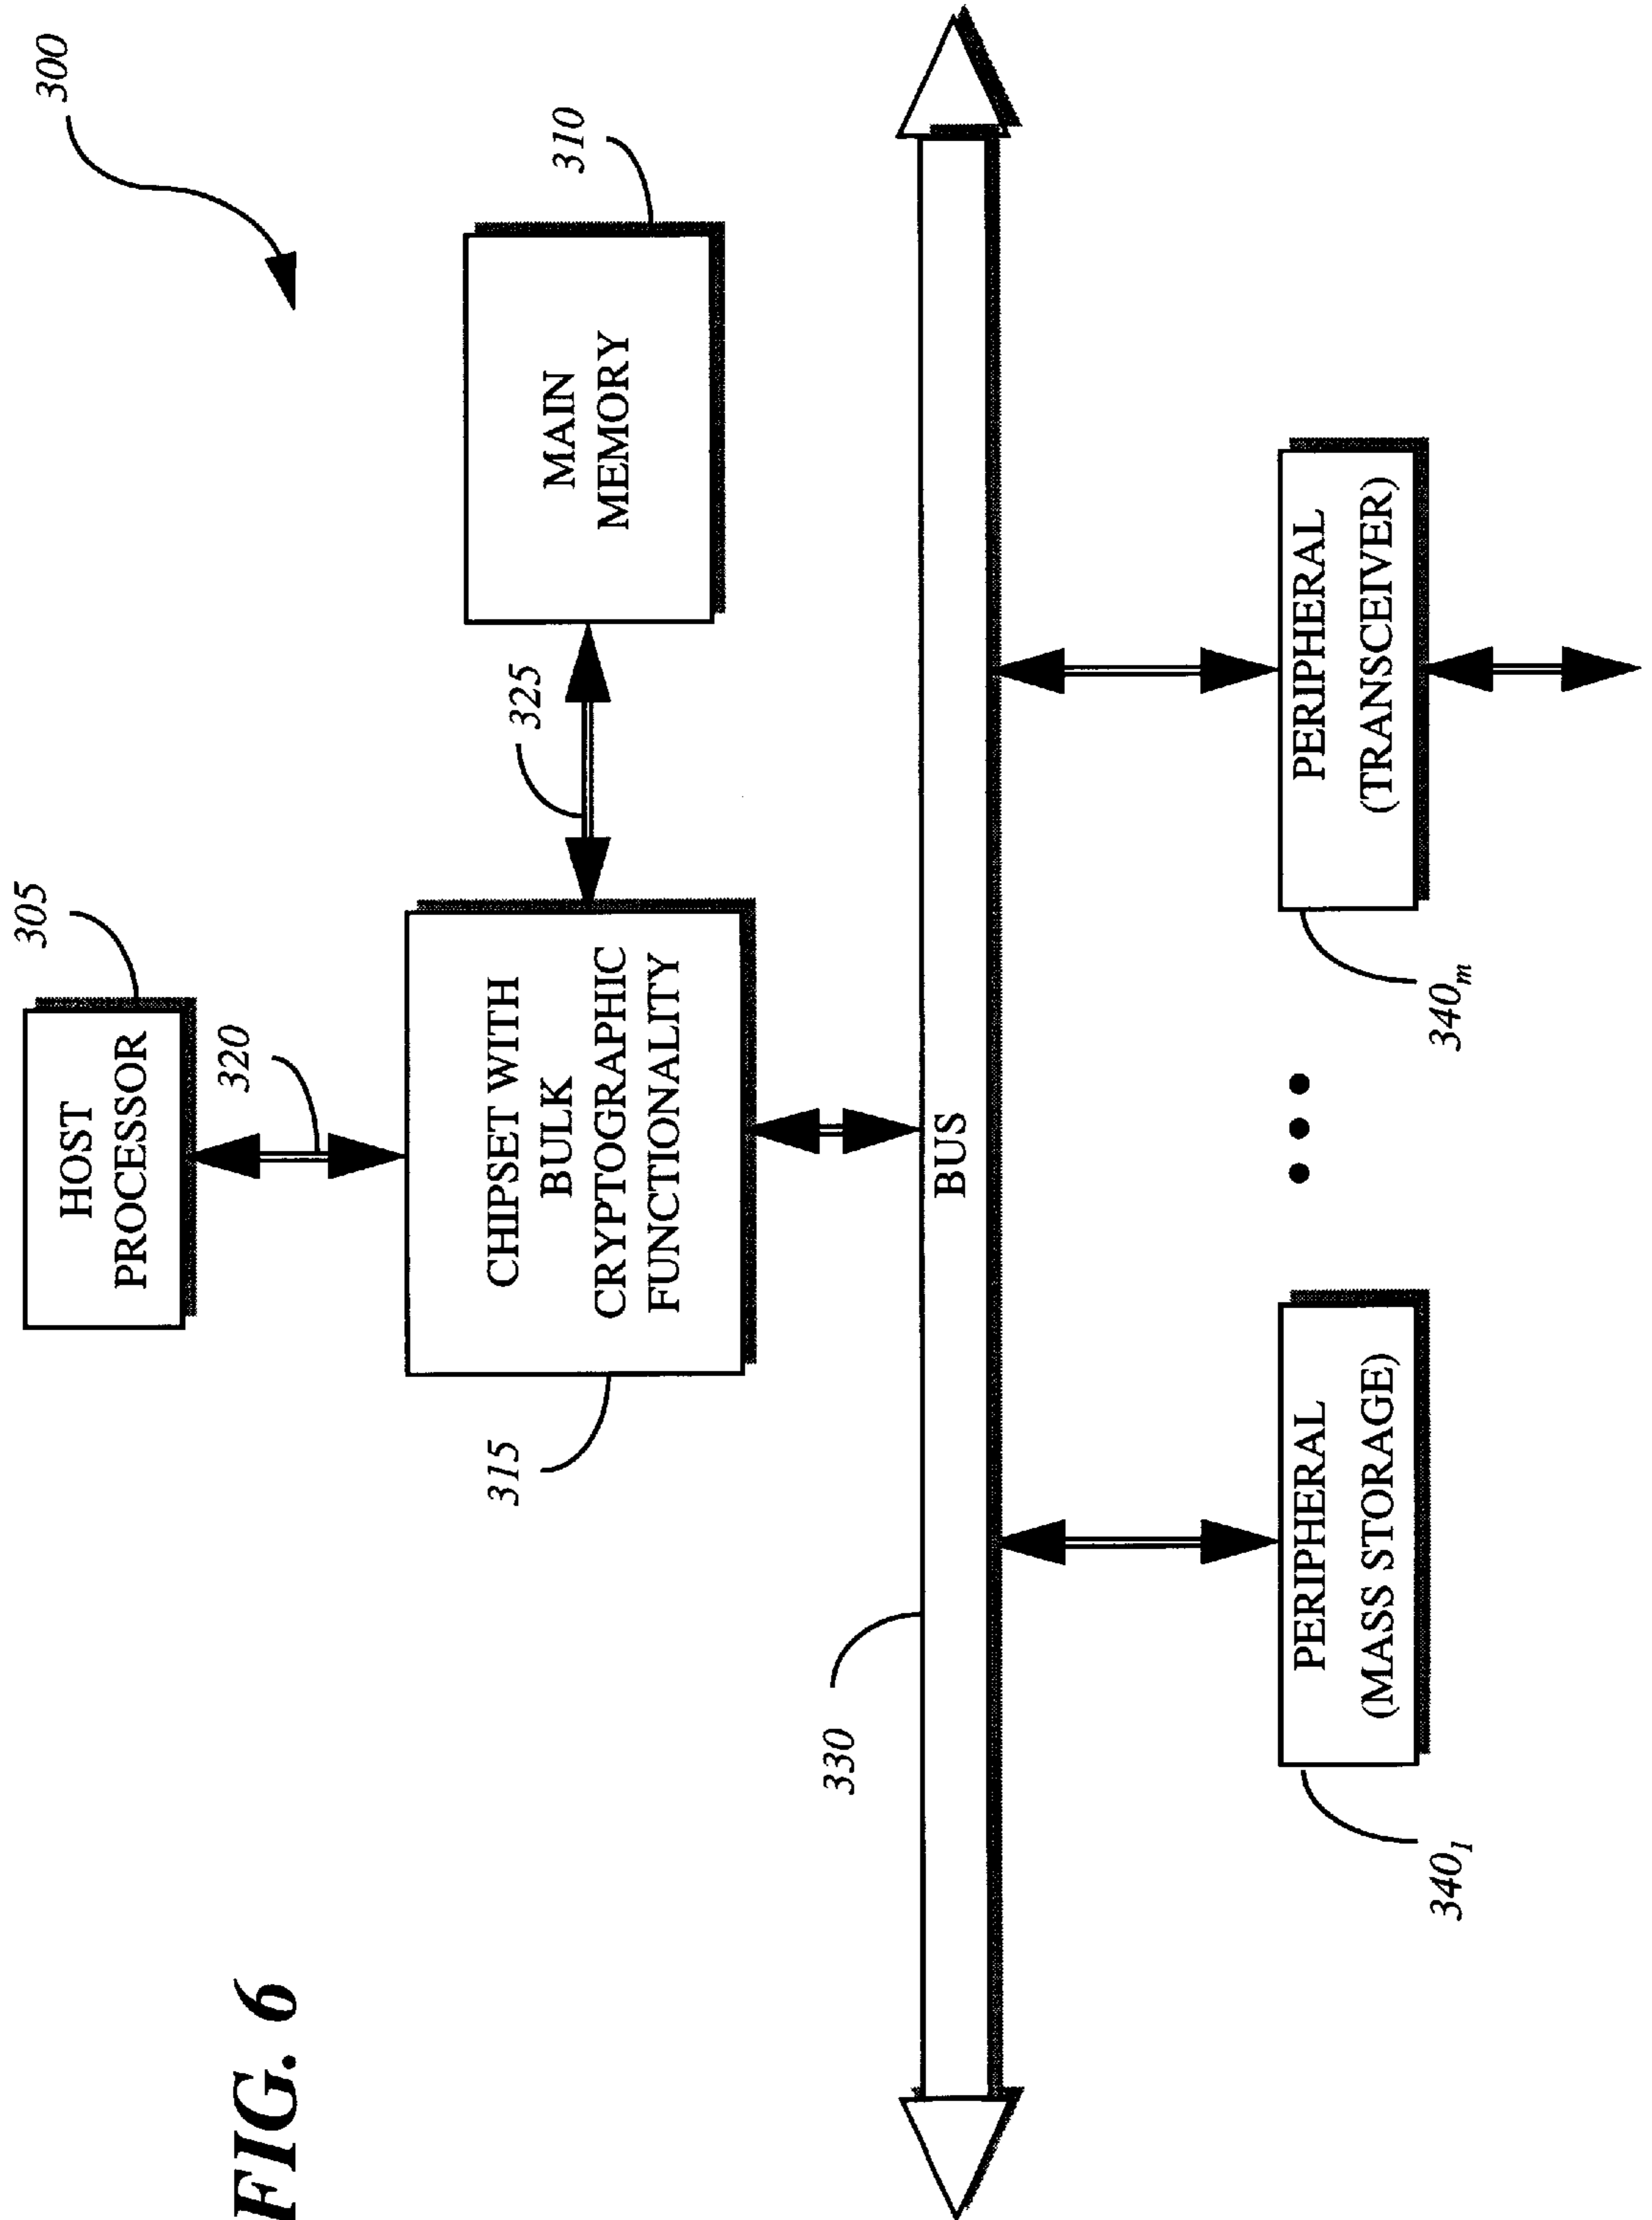 FIG. 6
300
305
HOST
PROCESSOR
320
310
MAIN
MEMORY
325
315
CHIPSET WITH
BULK
CRYPTOGRAPHIC
FUNCTIONALITY
330
BUS
PERIPHERAL
(MASS STORAGE)
340₁
PERIPHERAL
(TRANSCEIVER)
340ₘ